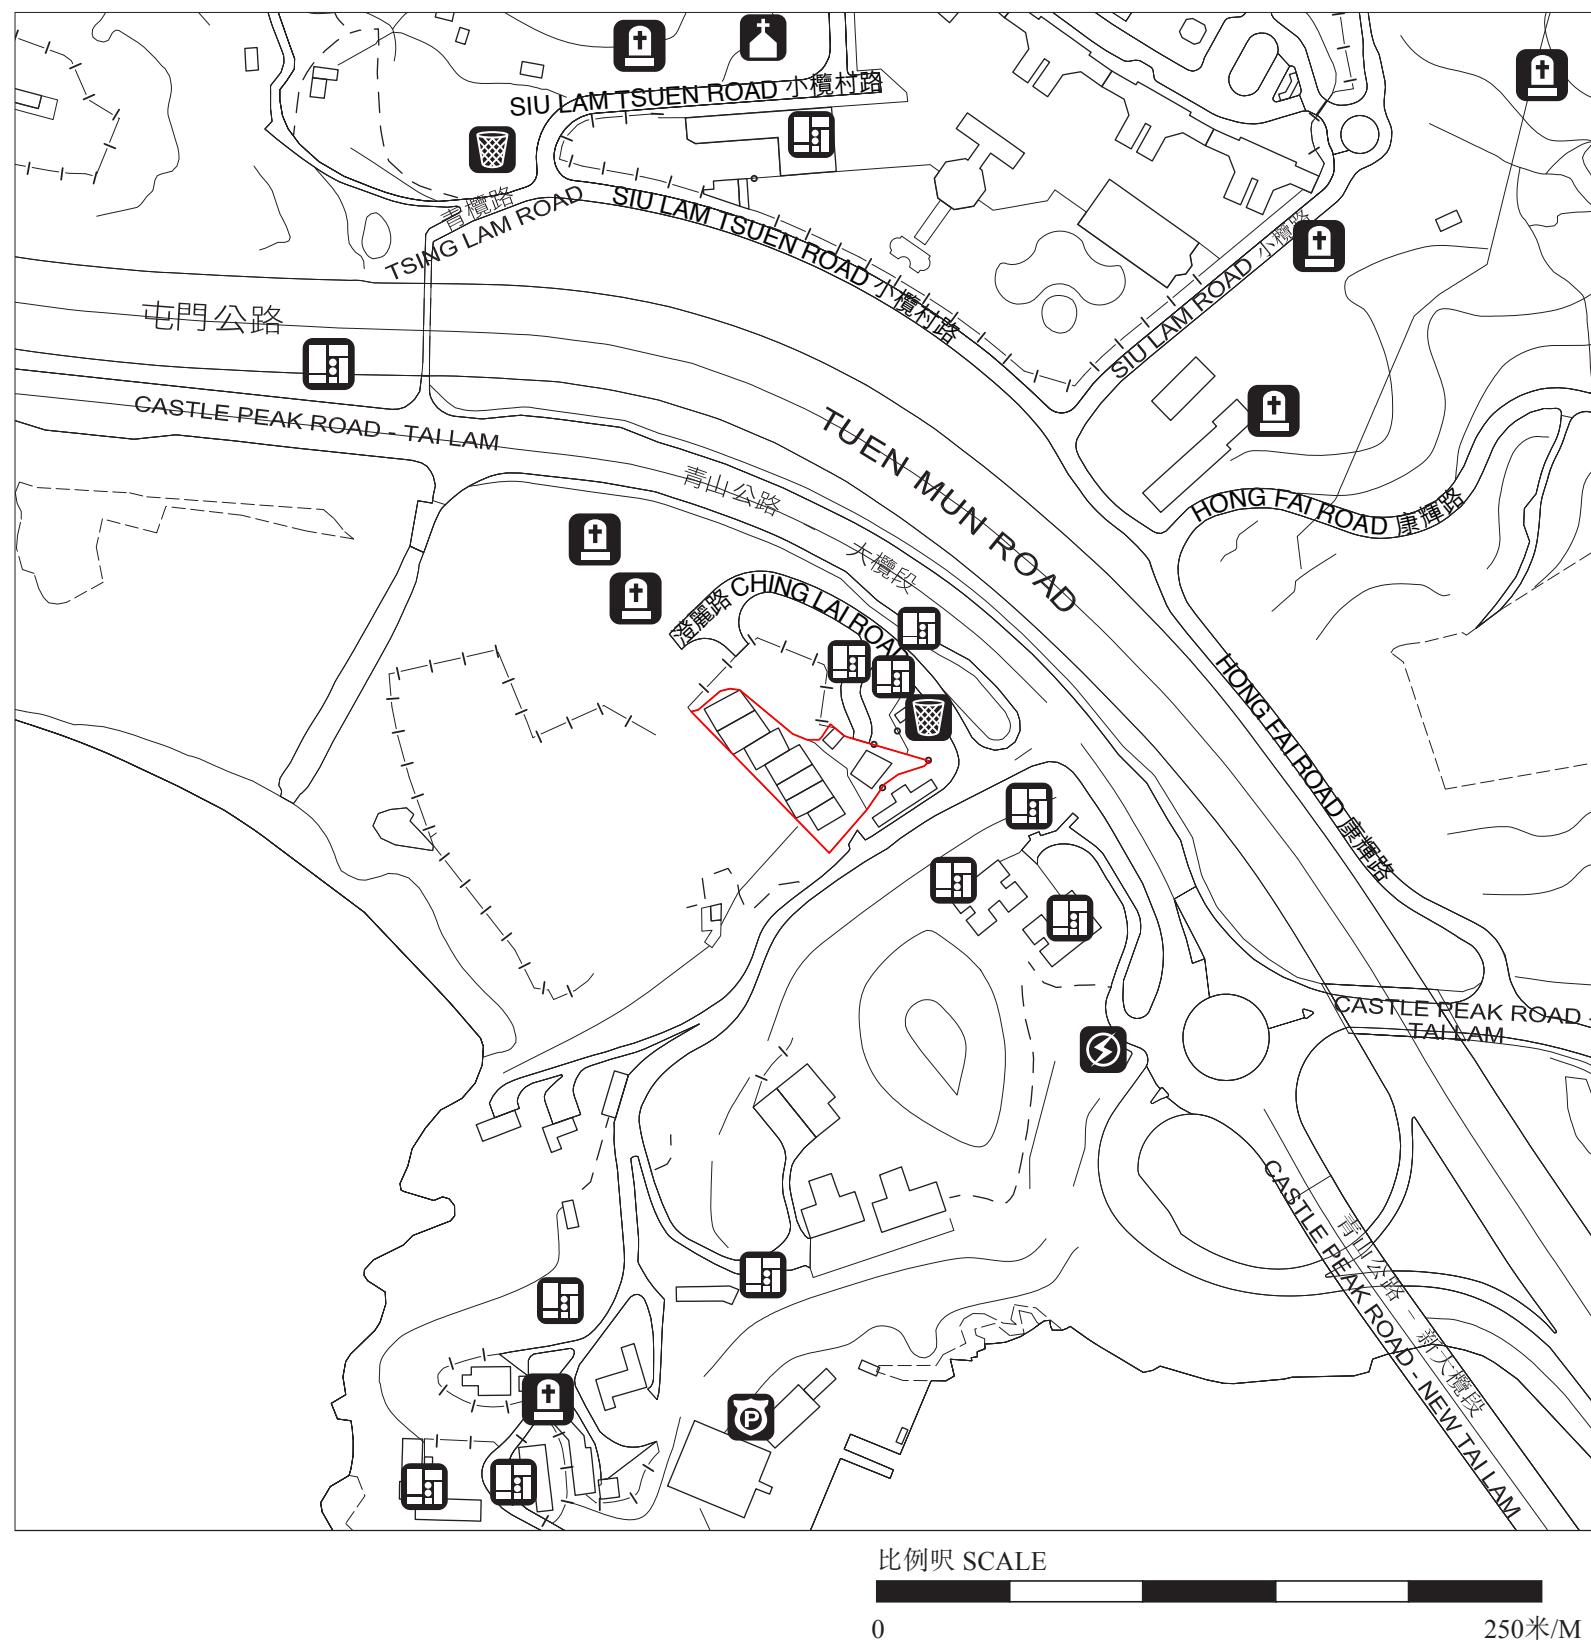 SIU LAM TSUEN ROAD 小欖村路
青欖路
TSING LAM ROAD
SIU LAM TSUEN ROAD 小欖村路
SIU LAM ROAD 小欖路
屯門公路
CASTLE PEAK ROAD - TAI LAM
TUEN MUN ROAD
青山公路 - 大欖段
HONG FAI ROAD 康輝路
澄麗路 CHING LAI ROAD
HONG FAI ROAD 康輝路
CASTLE PEAK ROAD -
TAI LAM
青山公路 - 新大欖段
CASTLE PEAK ROAD - NEW TAI LAM
P
比例呎 SCALE
0
250米/M